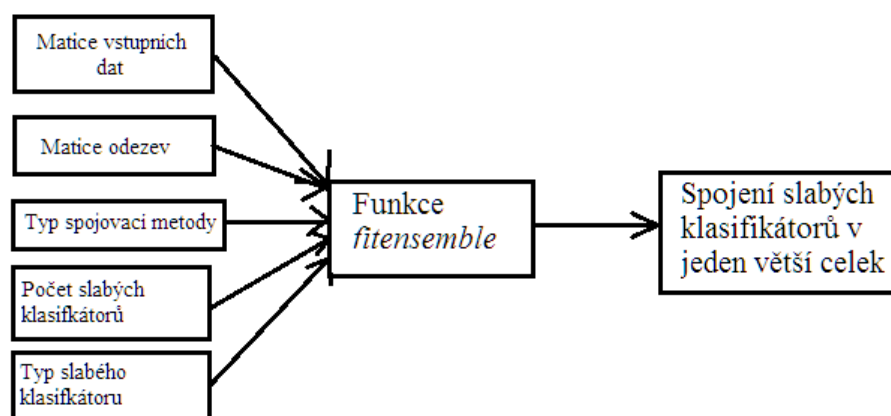 Matice vstupních
dat
Matice odezev
Typ spojovací metody
Počet slabých
klasifkátorů
Typ slabého
klasifkátoru
Funkce
fitensemble
Spojení slabých
klasifikátorů v
jeden větší celek